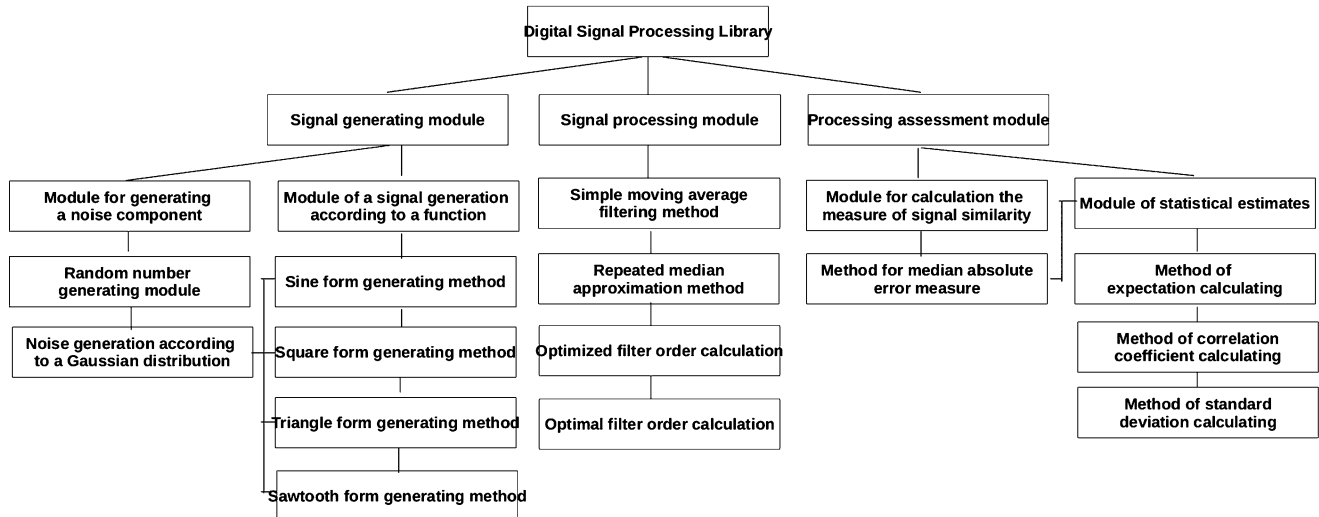 Digital Signal Processing Library
Signal generating module
Signal processing module
Processing assessment module
Module for generating
a noise component
Module of a signal generation
according to a function
Simple moving average
filtering method
Module for calculation the
measure of signal similarity
Module of statistical estimates
Random number
generating module
Sine form generating method
Repeated median
approximation method
Method for median absolute
error measure
Method of
expectation calculating
Noise generation according
to a Gaussian distribution
Square form generating method
Optimized filter order calculation
Method of correlation
coefficient calculating
Triangle form generating method
Optimal filter order calculation
Method of standard
deviation calculating
Sawtooth form generating method